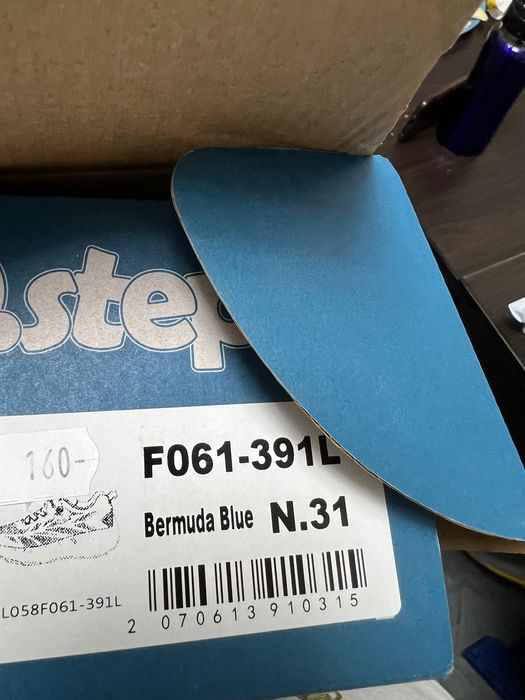 .step
160-
F061-391L
Bermuda Blue N.31
L058F061-391L
2 070613 910315